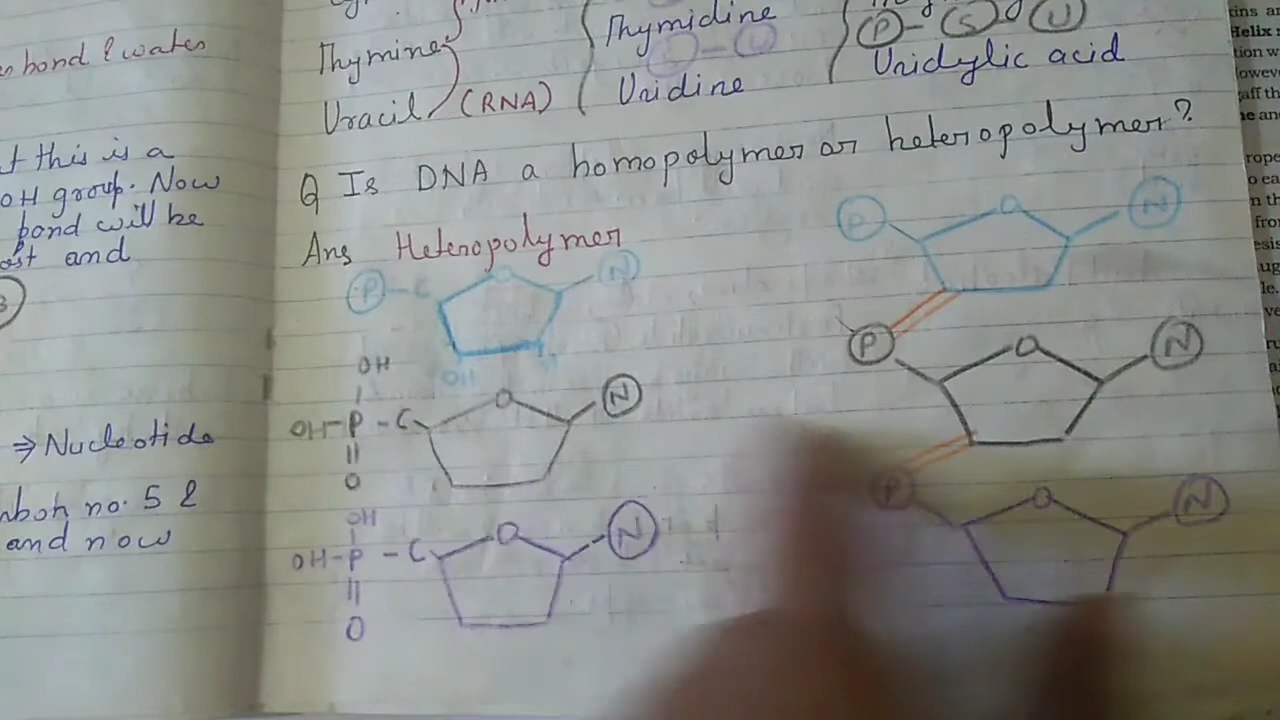 bond & water
t this is a
OH group. Now
bond will be
and
⇒ Nucleotide
no. 5 &
and now
Thymine
Uracil (RNA)
Thymidine
Uridine
P - S U
Uridylic acid
Q Is DNA a homopolymer or heteropolymer?
Ans Heteropolymer
P - C O N
OH H
OH
OH - P - C O N
O
OH
OH - P - C O N
O
P O N
P O N
P O N
Helix